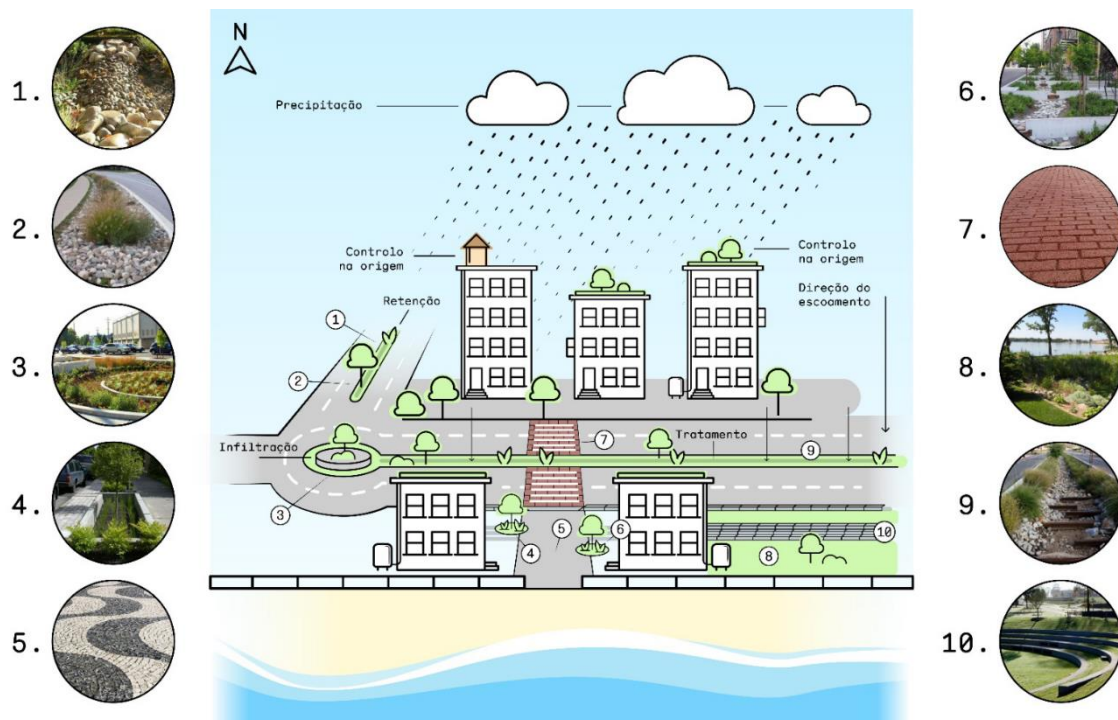 N
Precipitação
Controlo
na origem
Controlo
na origem
Retenção
Direção do
escoamento
Infiltração
Tratamento
1
2
3
4
5
6
7
8
9
10
1.
2.
3.
4.
5.
6.
7.
8.
9.
10.